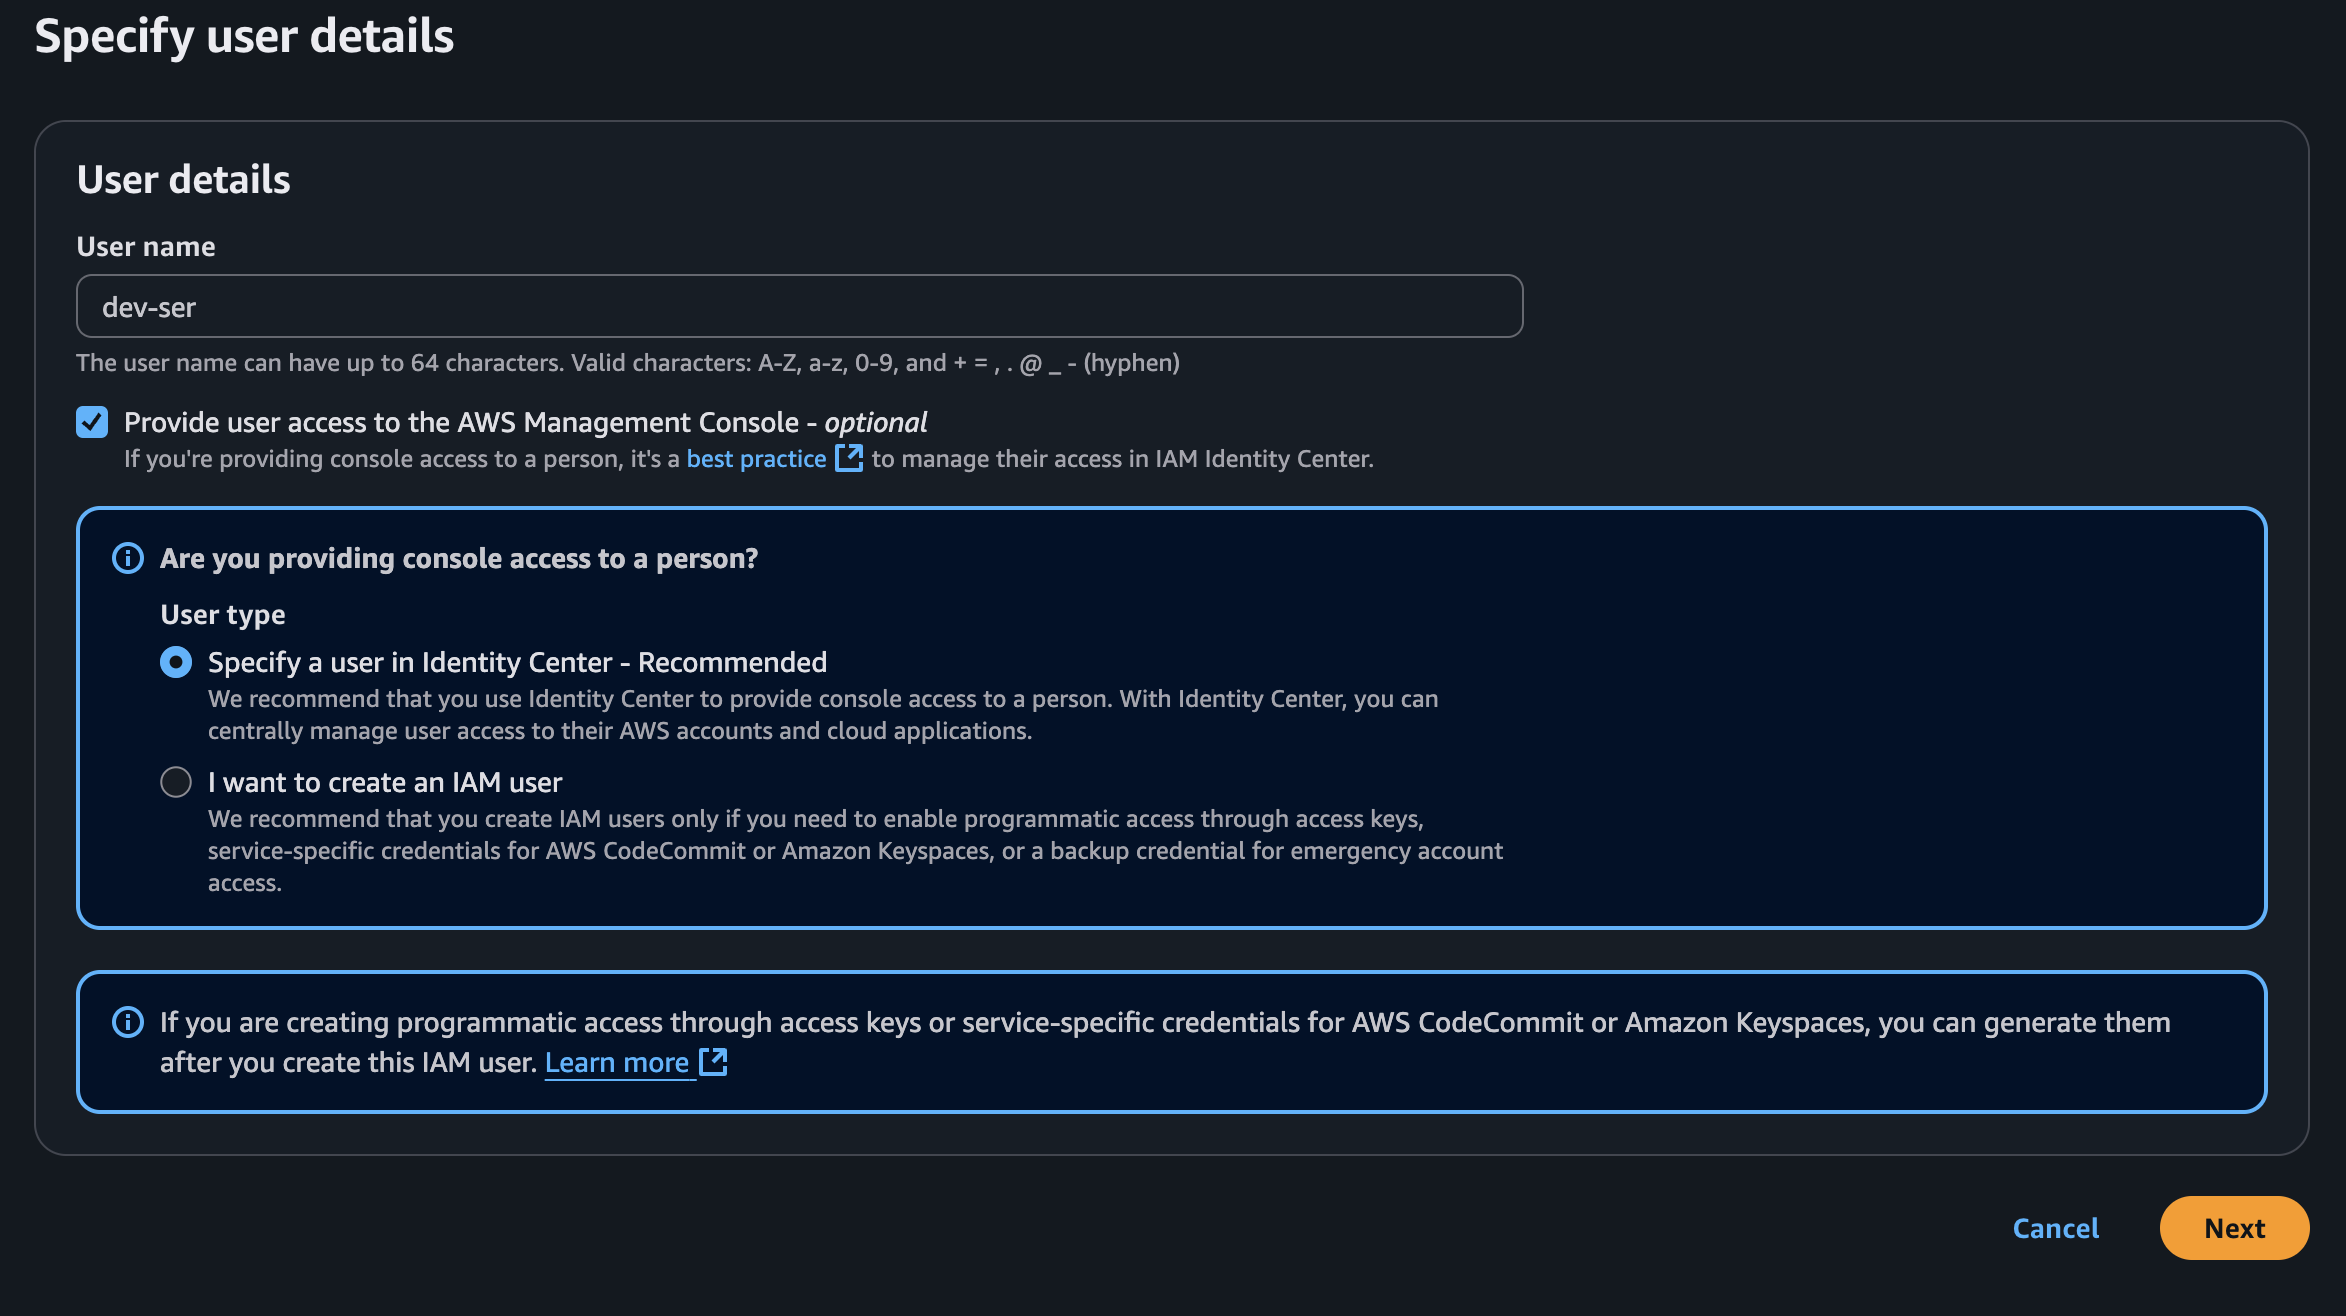 Specify user details
User details
User name
dev-ser
The user name can have up to 64 characters. Valid characters: A-Z, a-z, 0-9, and + = , . @ _ - (hyphen)
Provide user access to the AWS Management Console - optional
If you're providing console access to a person, it's a best practice to manage their access in IAM Identity Center.
Are you providing console access to a person?
User type
Specify a user in Identity Center - Recommended
We recommend that you use Identity Center to provide console access to a person. With Identity Center, you can
centrally manage user access to their AWS accounts and cloud applications.
I want to create an IAM user
We recommend that you create IAM users only if you need to enable programmatic access through access keys,
service-specific credentials for AWS CodeCommit or Amazon Keyspaces, or a backup credential for emergency account
access.
If you are creating programmatic access through access keys or service-specific credentials for AWS CodeCommit or Amazon Keyspaces, you can generate them
after you create this IAM user. Learn more
Cancel
Next